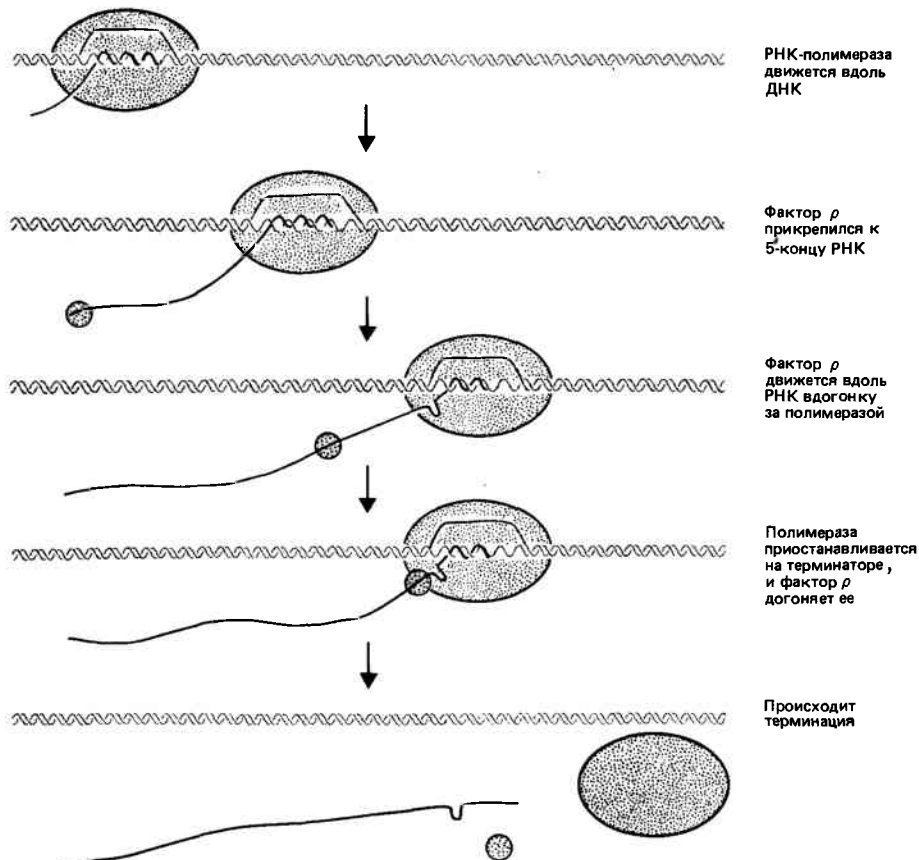 РНК-полимераза
движется вдоль
ДНК
Фактор ρ
прикрепился к
5'-концу РНК
Фактор ρ
движется вдоль
РНК вдогонку
за полимеразой
Полимераза
приостанавливается
на терминаторе,
и фактор ρ
догоняет ее
Происходит
терминация